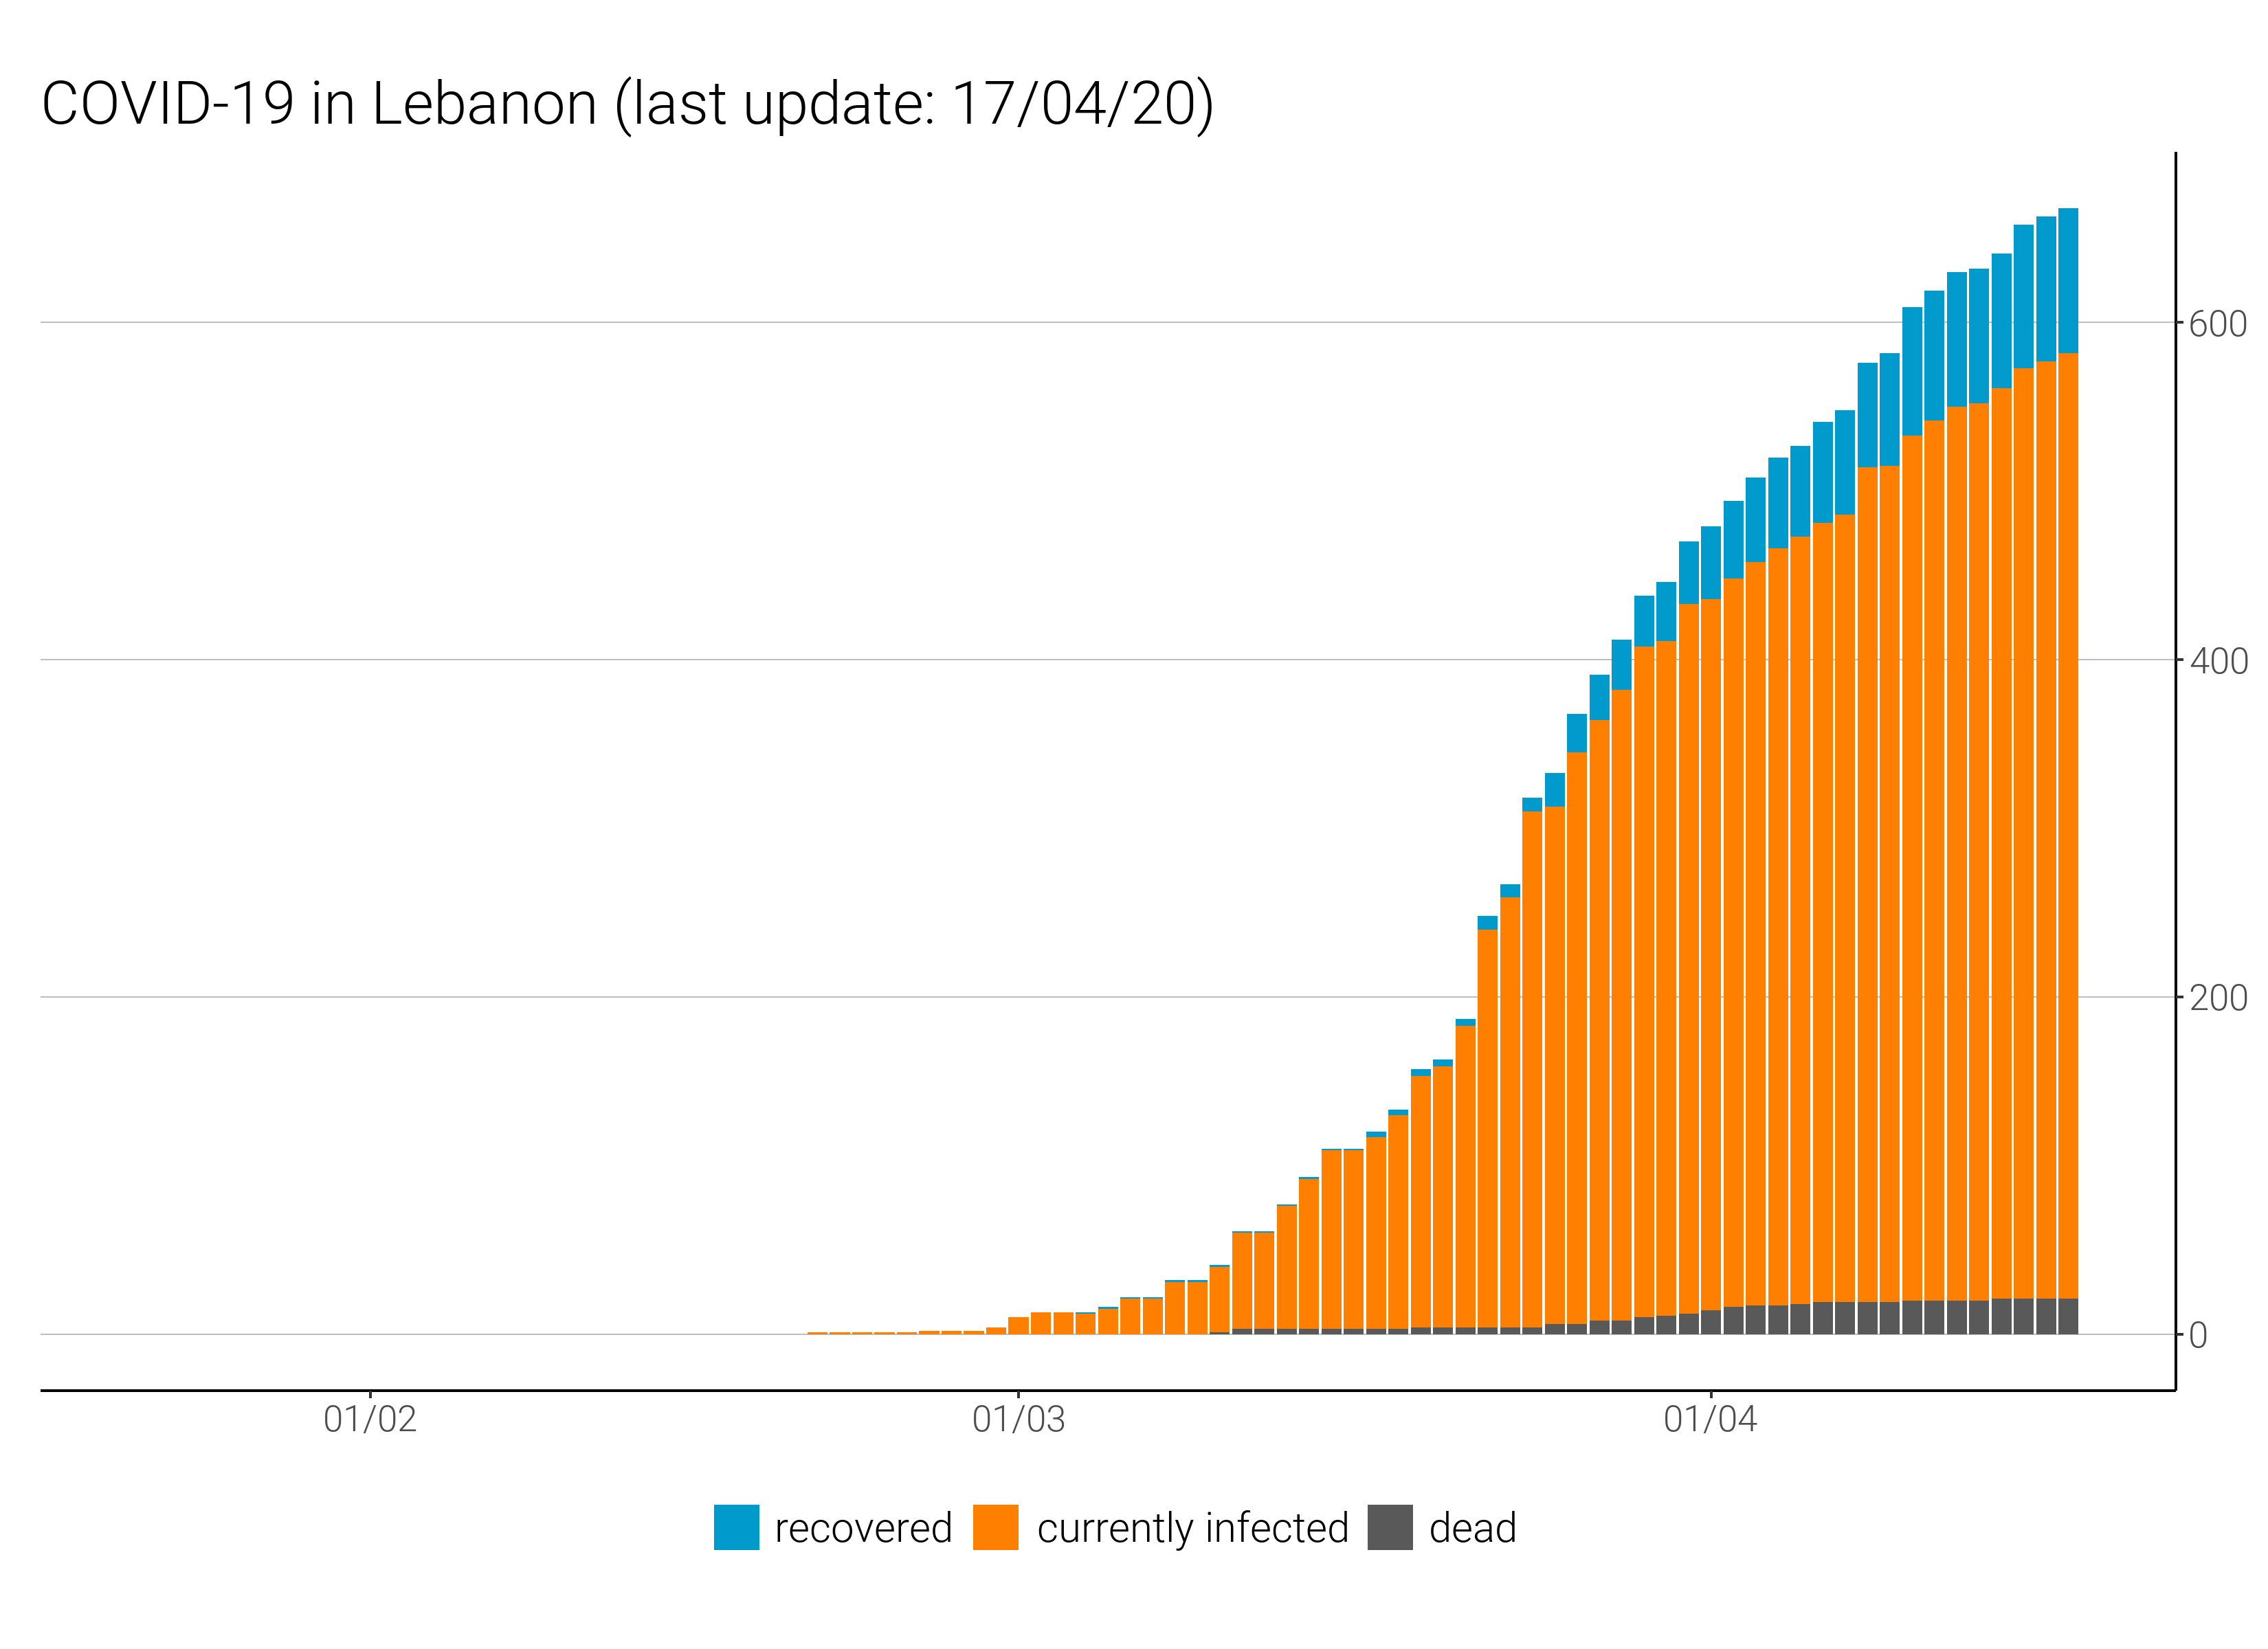 COVID-19 in Lebanon (last update: 17/04/20)
600
400
200
0
01/02 01/03 01/04
recovered currently infected dead